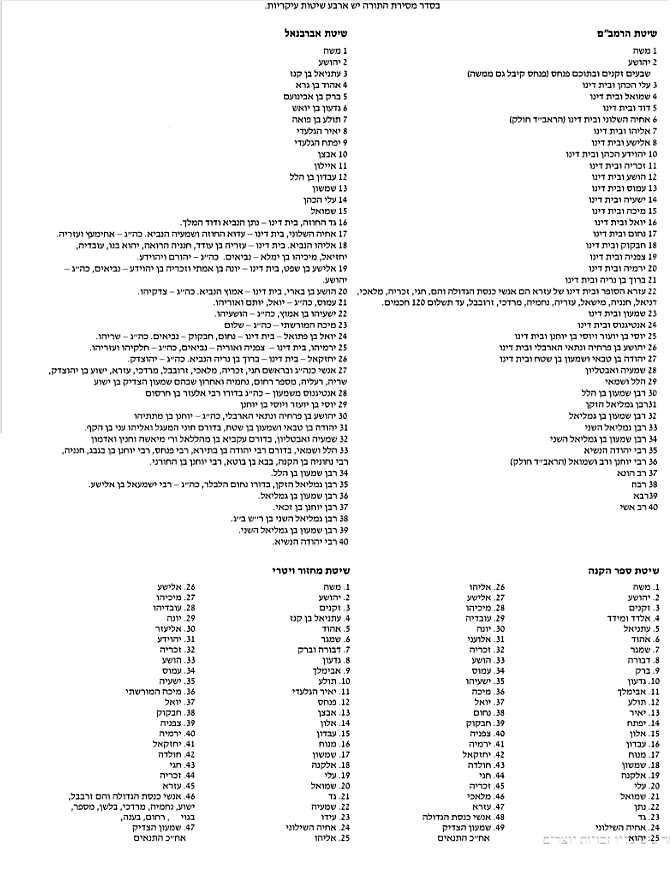 בסדר מסירת התורה יש ארבע שיטות עיקריות.
שיטת הרמב"ם
1 משה
2 יהושע
שבעים זקנים ובתוכם פנחס (פנחס קיבל גם ממשה)
3 עלי הכהן ובית דינו
4 שמואל ובית דינו
5 דוד ובית דינו
6 אחיה השלוני ובית דינו (הראב"ד חולק)
7 אליהו ובית דינו
8 אלישע ובית דינו
10 יהוידע הכהן ובית דינו
11 זכריה ובית דינו
12 הושע ובית דינו
13 עמוס ובית דינו
14 ישעיה ובית דינו
15 מיכה ובית דינו
16 יואל ובית דינו
17 נחום ובית דינו
18 חבקוק ובית דינו
19 צפניה ובית דינו
20 ירמיה ובית דינו
21 ברוך בן נריה ובית דינו
22 עזרא הסופר ובית דינו של עזרא הם אנשי כנסת הגדולה והם, חגי, זכריה, מלאכי,
דניאל, חנניה, מישאל, עזריה, נחמיה, מרדכי, זרובבל, עד תשלום 120 חכמים.
23 שמעון ובית דינו
24 אנטיגנוס ובית דינו
25 יוסי בן יועזר ויוסי בן יוחנן ובית דינו
26 יהושע בן פרחיה ונתאי הארבלי ובית דינו
27 יהודה בן טבאי ושמעון בן שטח ובית דינו
28 שמעיה ואבטליון
29 הלל ושמאי
30 רבן שמעון בן הלל
31רבן גמליאל הזקן
32 רבן שמעון בן גמליאל
33 רבן גמליאל השני
34 רבן שמעון בן גמליאל השני
35 רבי יהודה הנשיא
36 רבי יוחנן ורב ושמואל (הראב"ד חולק)
37 רב הונא
38 רבה
39רבא
40 רב אשי
שיטת אברבנאל
1 משה
2 יהושע
3 עתניאל בן קנז
4 אהוד בן גרא
5 ברק בן אבינועם
6 גדעון בן יואש
7 תולע בן פואה
8 יאיר הגלעדי
9 יפתח הגלעדי
10 אבצן
11 איילון
12 עבדון בן הלל
13 שמשון
14 עלי הכהן
15 שמואל
16 גד החוזה, בית דינו – נתן הנביא ודוד המלך.
17 אחיה השלוני, בית דינו – עדוא החוזה ושמעיה הנביא. כה"ג – אחימעץ ועזריה.
18 אליהו הנביא. בית דינו – עזריה בן עודד, חנניה הרואה, יהוא בנו, עובדיה,
יחזיאל, מיכיהו בן ימלא – נביאים. כה"ג – יהורם ויהוידע.
19 אלישע בן שפט, בית דינו – יונה בן אמתי וזכריה בן יהוידע – נביאים, כה"ג –
יהושע.
20 הושע בן בארי, בית דינו – אמוץ הנביא. כה"ג – צדקיהו.
21 עמוס, כה"ג – יואל, יותם ואוריהו.
22 ישעיהו בן אמוץ, כה"ג – הושעיהו.
23 מיכה המורשתי – כה"ג – שלום
24 יואל בן פתואל – בית דינו – נחום, חבקוק – נביאים. כה"ג – שריהו.
25 ירמיהו, בית דינו – צפניה ואוריה – נביאים, כה"ג – חלקיהו ועזריהו.
26 יחזקאל – בית דינו – ברוך בן נריה הנביא. כה"ג – יהוצדק.
27 אנשי כנה"ג ובראשם חגי, זכריה, מלאכי, זרובבל, מרדכי, עזרא, ישוע בן יהוצדק,
שריה, רעליה, מספר רחום, נחמיה ואחרון שבהם שמעון הצדיק בן ישוע
28 אנטיגנוס משמעון – כה"ג בדורו רבי אלעזר בן חרסום
29 יוסי בן יועזר ויוסי בן יוחנן
30 יהושע בן פרחיה ונתאי הארבלי, כה"ג – יוחנן בן מתתיהו
31 יהודה בן טבאי ושמעון בן שטח, בדורם חוני המעגל ואליהו עני בן הקף.
32 שמעיה ואבטליון, בדורם עקביא בן מהללאל ור' מיאשה וחנין ואדמון
33 הלל ושמאי, בדורם רבי יהודה בן בתירא, רבי פנחס, רבי יוחנן בן בגבג, חנניה,
רבי נחוניה בן הקנה, בבא בן בוטא, רבי יוחנן בן החורני.
34 רבן שמעון בן הלל.
35 רבן גמליאל הזקן, בדורו נחום הלבלר, כה"ג – רבי ישמעאל בן אלישע.
36 רבן שמעון בן גמליאל.
37 רבן יוחנן בן זכאי.
38 רבן גמליאל השני בן ר"ש ב"ג.
39 רבן שמעון בן גמליאל השני.
40 רבי יהודה הנשיא.
שיטת ספר הקנה
1. משה
2. יהושע
3. זקנים
4. אלדד ומידד
5. עתניאל
6. אהוד
7. שמגר
8. דבורה
9. ברק
10. גדעון
11. אבימלך
12. תולע
13. יאיר
14. יפתח
15. אלון
16. עבדון
17. מנוח
18. שמשון
19. אלקנה
20. עלי
21. שמואל
22. נתן
23. גד
24. אחיה השילוני
25. יהוא
26. אליהו
27. אלישע
28. מיכיהו
29. עובדיה
30. יונה
31. אלועני
32. זכריה
33. הושע
34. עמוס
35. ישעיהו
36. מיכה
37. יואל
38. נחום
39. חבקוק
40. צפניה
41. ירמיה
42. יחזקאל
43. חולדה
44. חגי
45. זכריה
46. מלאכי
47. עזרא
48. אנשי כנסת הגדולה
49. שמעון הצדיק
אח"כ התנאים
שיטת מחזור ויטרי
1. משה
2. יהושע
3. זקנים
4. עתניאל בן קנז
5. אהוד
6. שמגר
7. דבורה וברק
8. גדעון
9. אבימלך
10. תולע
11. יאיר הגלעדי
12. פנחס
13. אבצן
14. אלון
15. עבדון
16. מנוח
17. שמשון
18. אלקנה
19. עלי
20. שמואל
21. גד
22. שמעיה
23. עידו
24. אחיה השילוני
25. אליהו
26. אלישע
27. מיכיהו
28. עובדיהו
29. יונה
30. אליעזר
31. יהוידע
32. זכריה
33. הושע
34. עמוס
35. ישעיה
36. מיכה המורשתי
37. יואל
38. חבקוק
39. צפניה
40. ירמיה
41. יחזקאל
42. חולדה
43. חגי
44. זכריה
45. עזרא
46. אנשי כנסת הגדולה והם זרבבל,
ישוע, נחמיה, מרדכי, בלשן, מספר,
בגוי , רחום, בענה,
47. שמעון הצדיק
אח"כ התנאים